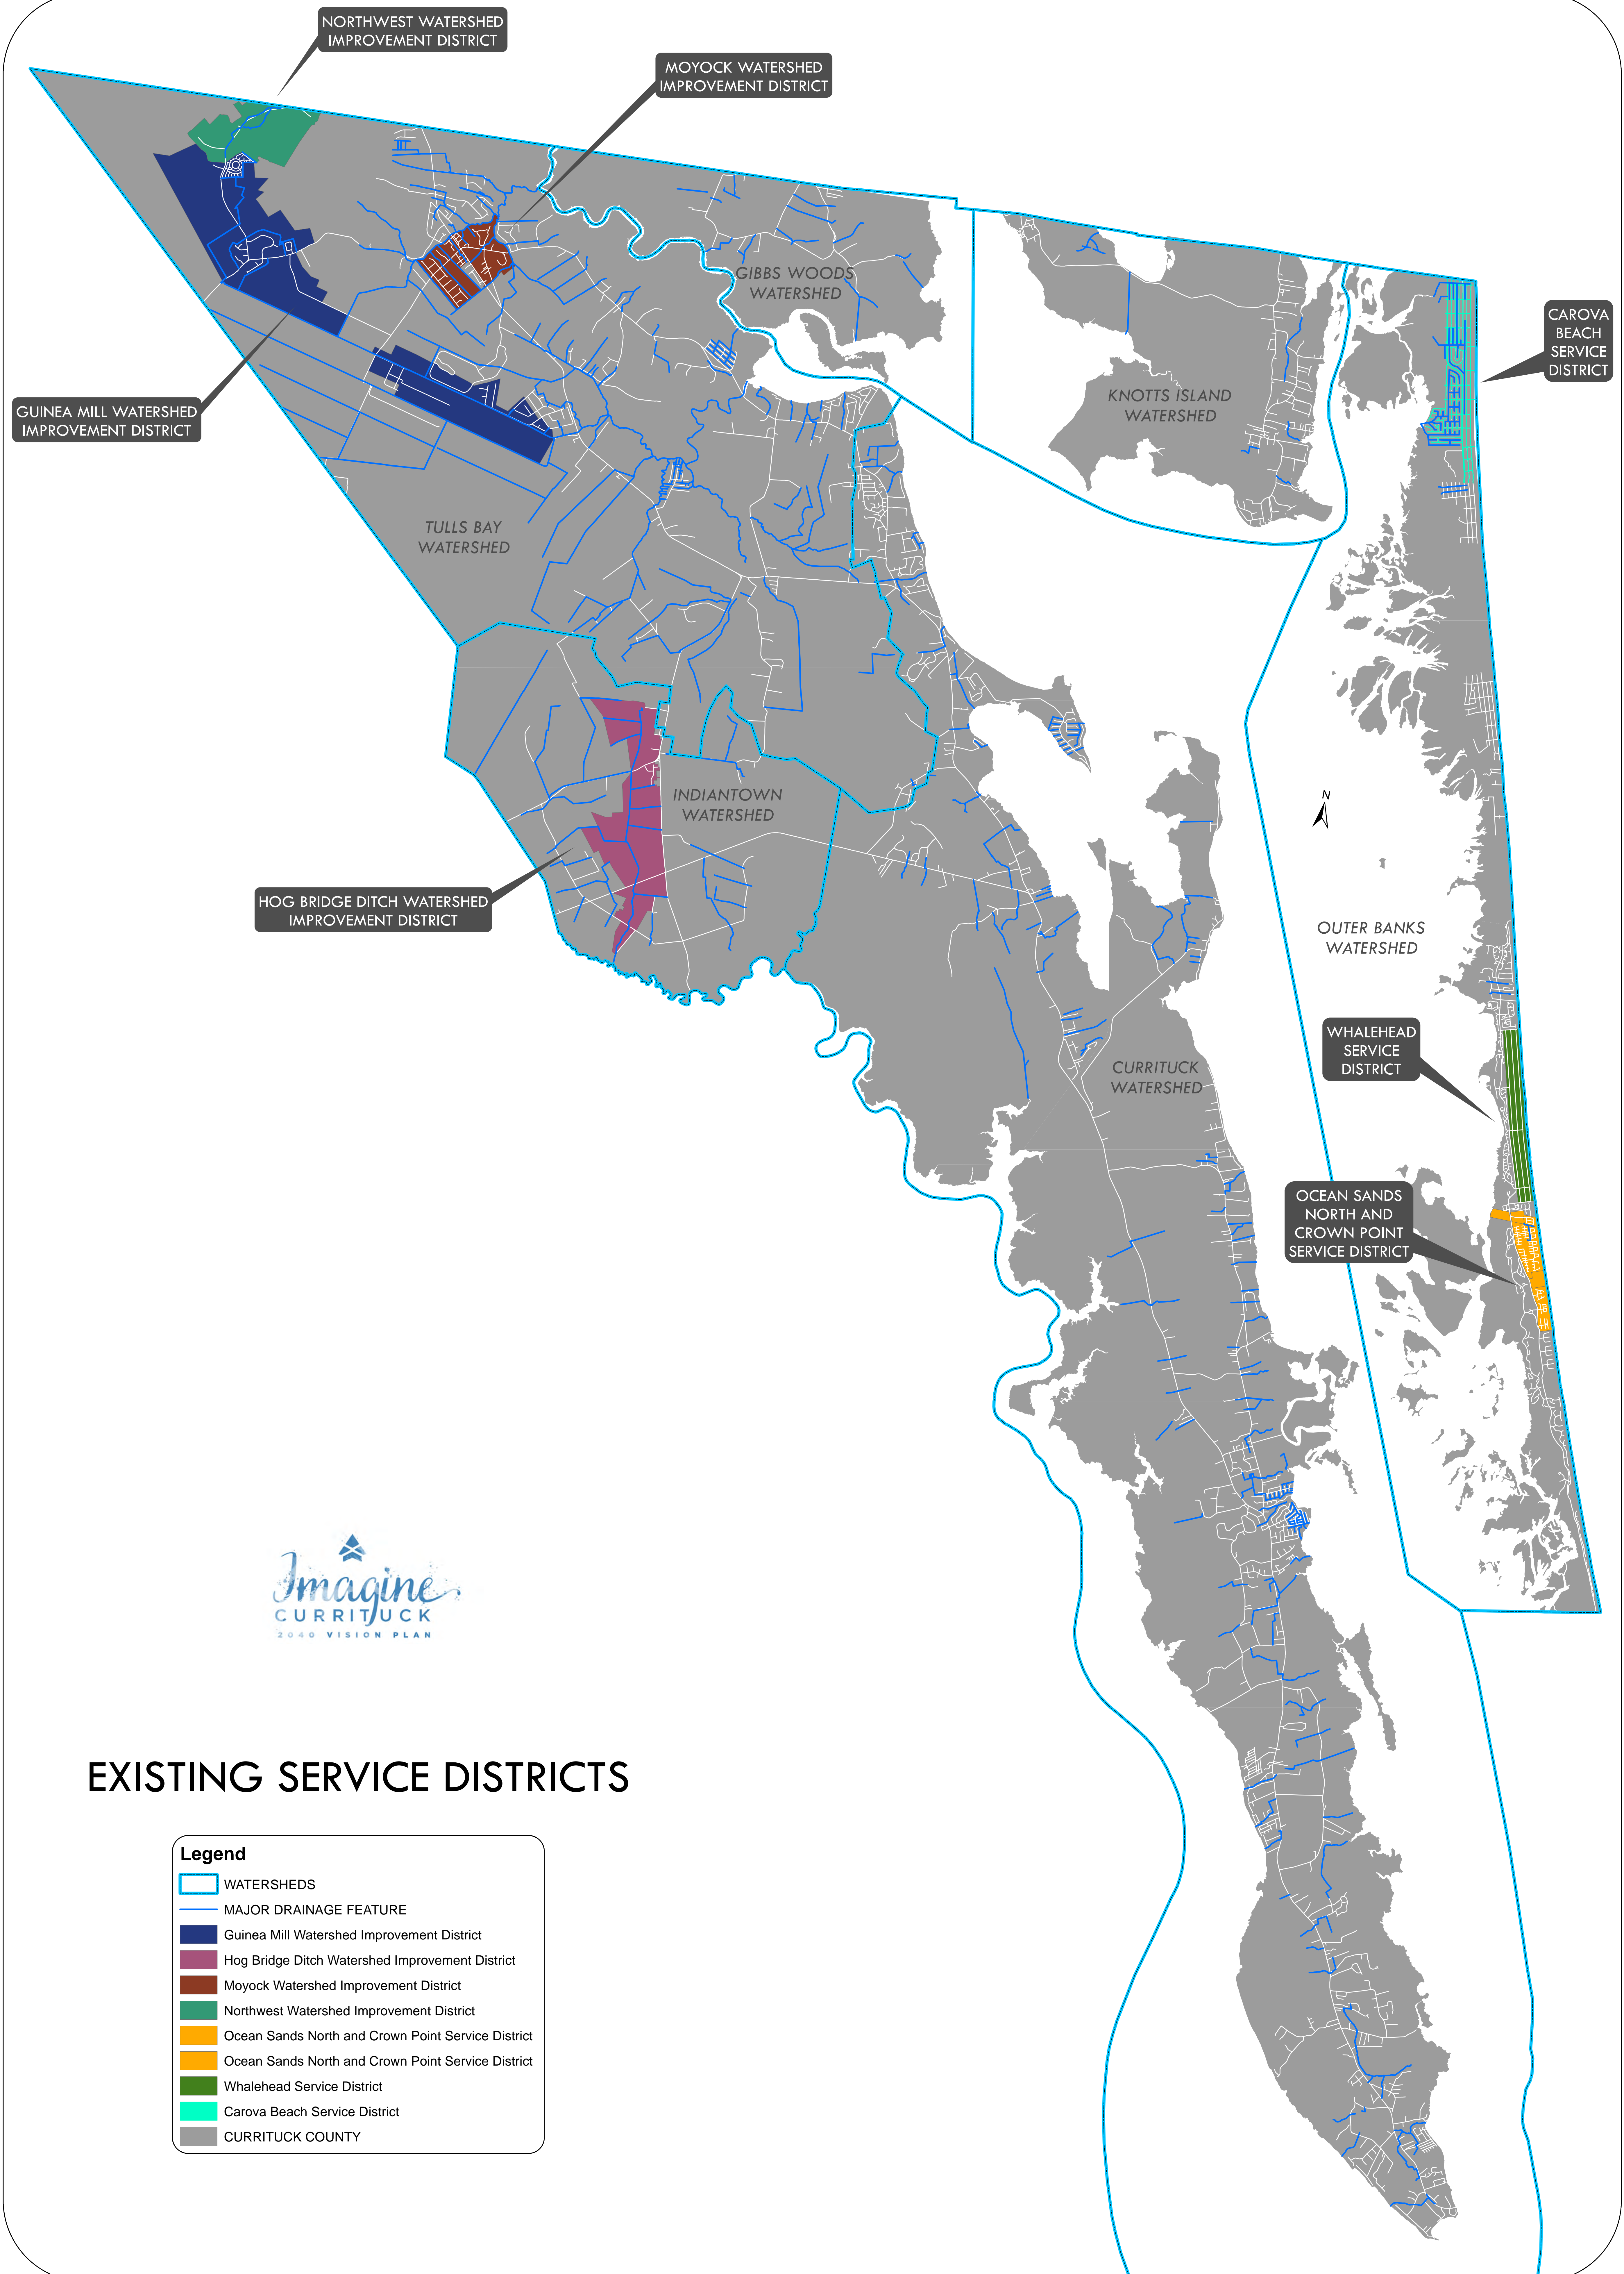 NORTHWEST WATERSHED
IMPROVEMENT DISTRICT
MOYOCK WATERSHED
IMPROVEMENT DISTRICT
GIBBS WOODS
WATERSHED
CAROVA
BEACH
SERVICE
DISTRICT
KNOTTS ISLAND
WATERSHED
GUINEA MILL WATERSHED
IMPROVEMENT DISTRICT
TULLS BAY
WATERSHED
N
INDIANTOWN
WATERSHED
HOG BRIDGE DITCH WATERSHED
IMPROVEMENT DISTRICT
OUTER BANKS
WATERSHED
WHALEHEAD
SERVICE
DISTRICT
CURRITUCK
WATERSHED
OCEAN SANDS
NORTH AND
CROWN POINT
SERVICE DISTRICT
Imagine
CURRITUCK
2040 VISION PLAN
EXISTING SERVICE DISTRICTS
Legend
WATERSHEDS
MAJOR DRAINAGE FEATURE
Guinea Mill Watershed Improvement District
Hog Bridge Ditch Watershed Improvement District
Moyock Watershed Improvement District
Northwest Watershed Improvement District
Ocean Sands North and Crown Point Service District
Ocean Sands North and Crown Point Service District
Whalehead Service District
Carova Beach Service District
CURRITUCK COUNTY